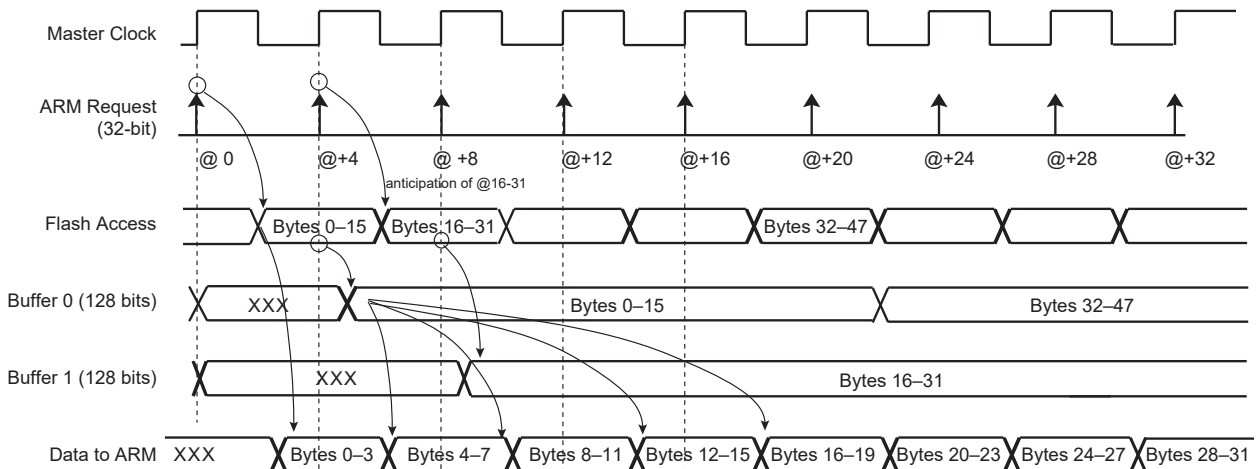 Master Clock
ARM Request
(32-bit)
@ 0
@+4
@ +8
@+12
@+16
@+20
@+24
@+28
@+32
anticipation of @16-31
Flash Access
Bytes 0–15
Bytes 16–31
Bytes 32–47
Buffer 0 (128 bits)
XXX
Bytes 0–15
Bytes 32–47
Buffer 1 (128 bits)
XXX
Bytes 16–31
Data to ARM
XXX
Bytes 0–3
Bytes 4–7
Bytes 8–11
Bytes 12–15
Bytes 16–19
Bytes 20–23
Bytes 24–27
Bytes 28–31